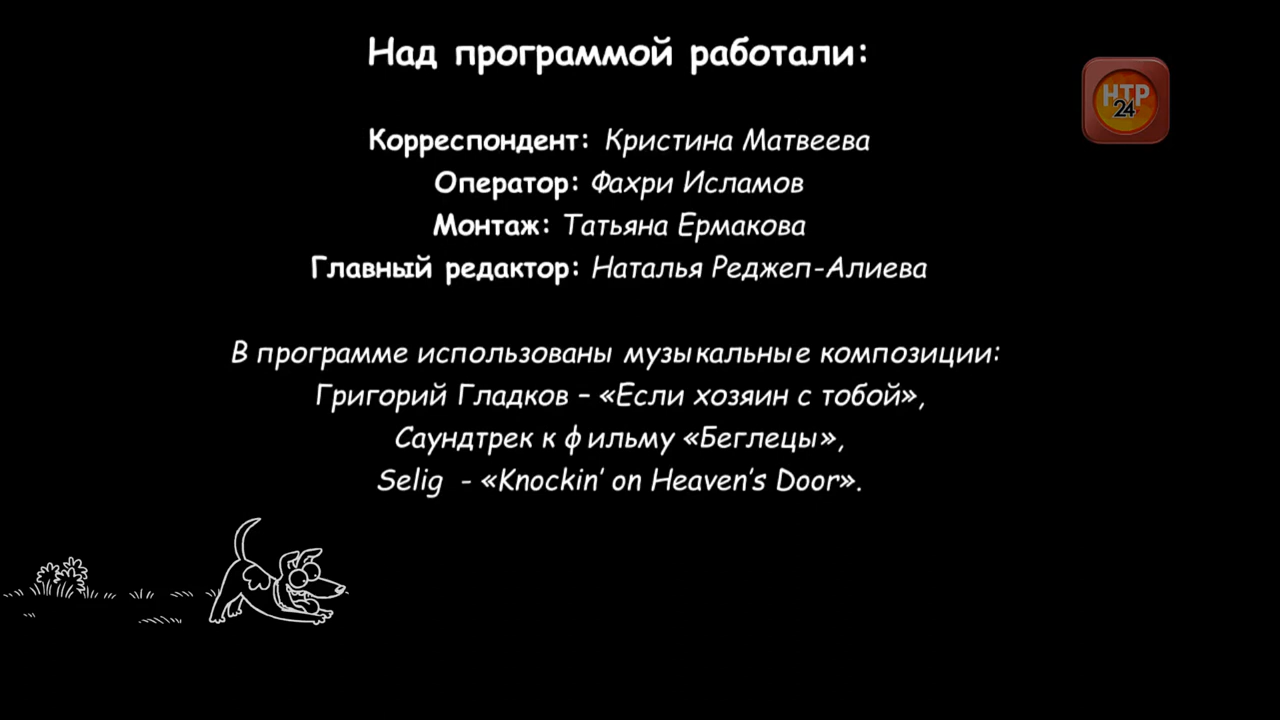 Над программой работали:
НТР
24
Корреспондент: Кристина Матвеева
Оператор: Фахри Исламов
Монтаж: Татьяна Ермакова
Главный редактор: Наталья Реджеп-Алиева
В программе использованы музыкальные композиции:
Григорий Гладков – «Если хозяин с тобой»,
Саундтрек к фильму «Беглецы»,
Selig - «Knockin’ on Heaven’s Door».